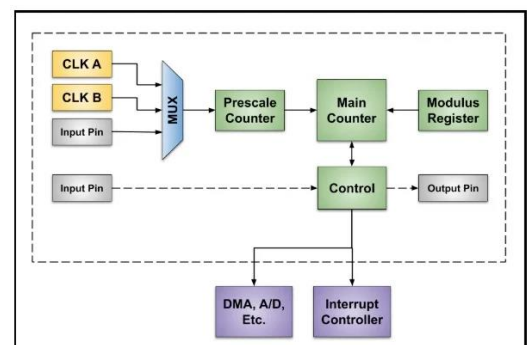 CLK A
CLK B
Input Pin
MUX
Prescale
Counter
Main
Counter
Modulus
Register
Input Pin
Control
Output Pin
DMA, A/D,
Etc.
Interrupt
Controller